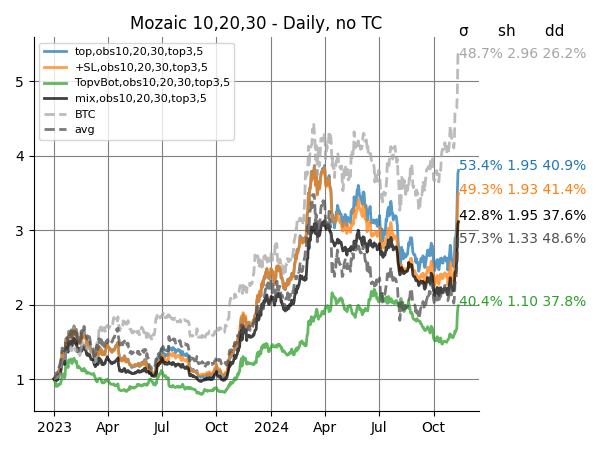 Mozaic 10,20,30 - Daily, no TC
σ sh dd
top,obs10,20,30,top3,5
+SL,obs10,20,30,top3,5
TopvBot,obs10,20,30,top3,5
mix,obs10,20,30,top3,5
BTC
avg
48.7% 2.96 26.2%
53.4% 1.95 40.9%
49.3% 1.93 41.4%
42.8% 1.95 37.6%
57.3% 1.33 48.6%
40.4% 1.10 37.8%
5
4
3
2
1
2023 Apr Jul Oct 2024 Apr Jul Oct